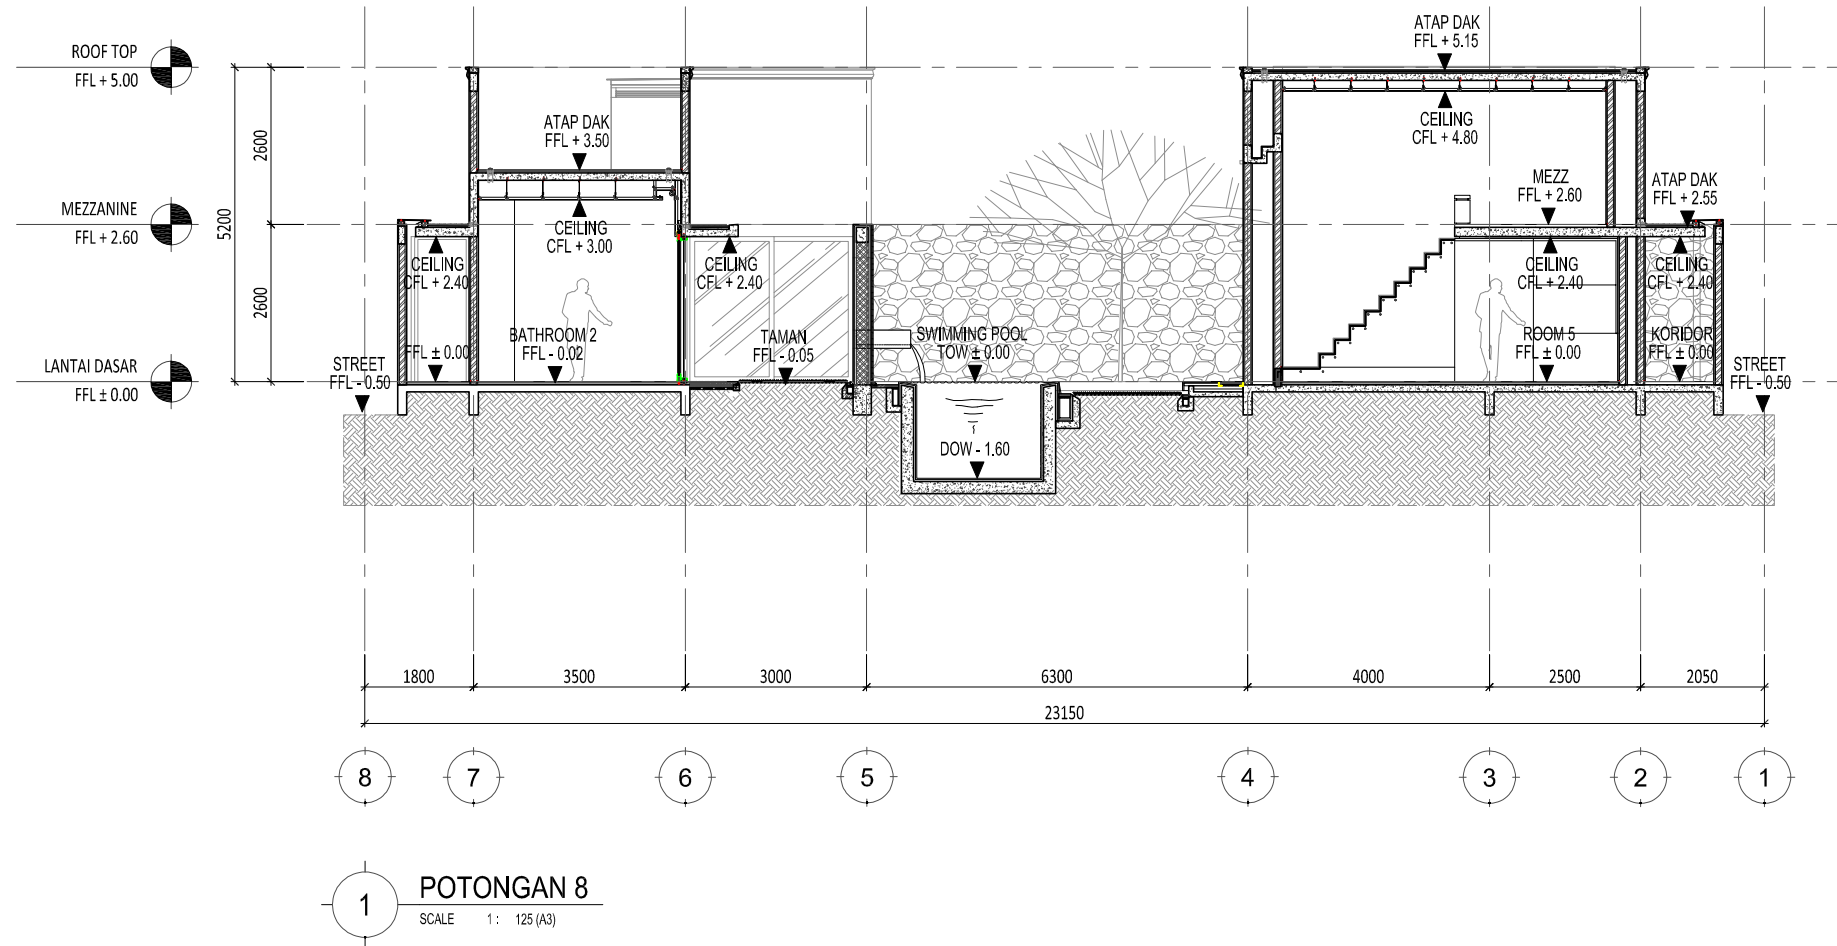 ROOF TOP
FFL + 5.00
MEZZANINE
FFL + 2.60
LANTAI DASAR
FFL ± 0.00
5200
2600
2600
ATAP DAK
FFL + 3.50
CEILING
CFL + 3.00
CEILING
CFL + 2.40
CEILING
CFL + 2.40
STREET
FFL - 0.50
FFL ± 0.00
BATHROOM 2
FFL - 0.02
TAMAN
FFL - 0.05
SWIMMING POOL
TOW ± 0.00
DOW - 1.60
ATAP DAK
FFL + 5.15
CEILING
CFL + 4.80
MEZZ
FFL + 2.60
ATAP DAK
FFL + 2.55
CEILING
CFL + 2.40
CEILING
CFL + 2.40
ROOM 5
FFL ± 0.00
KORIDOR
FFL ± 0.00
STREET
FFL - 0.50
1800
3500
3000
6300
4000
2500
2050
23150
8
7
6
5
4
3
2
1
1
POTONGAN 8
SCALE 1 : 125 (A3)